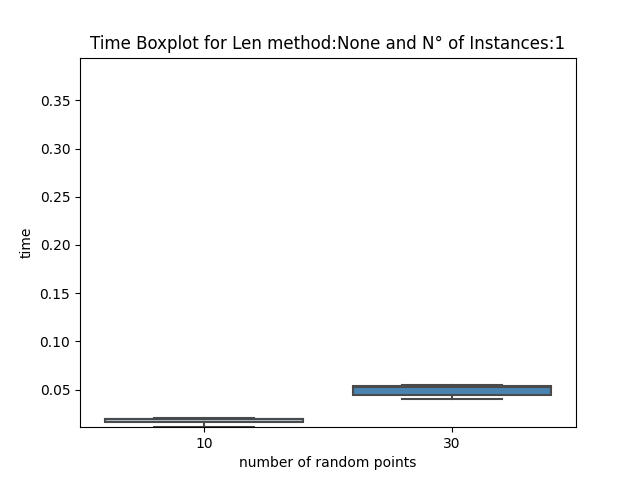 Time Boxplot for Len method:None and N° of Instances:1
0.35
0.30
0.25
0.20
0.15
0.10
0.05
time
10 30
number of random points